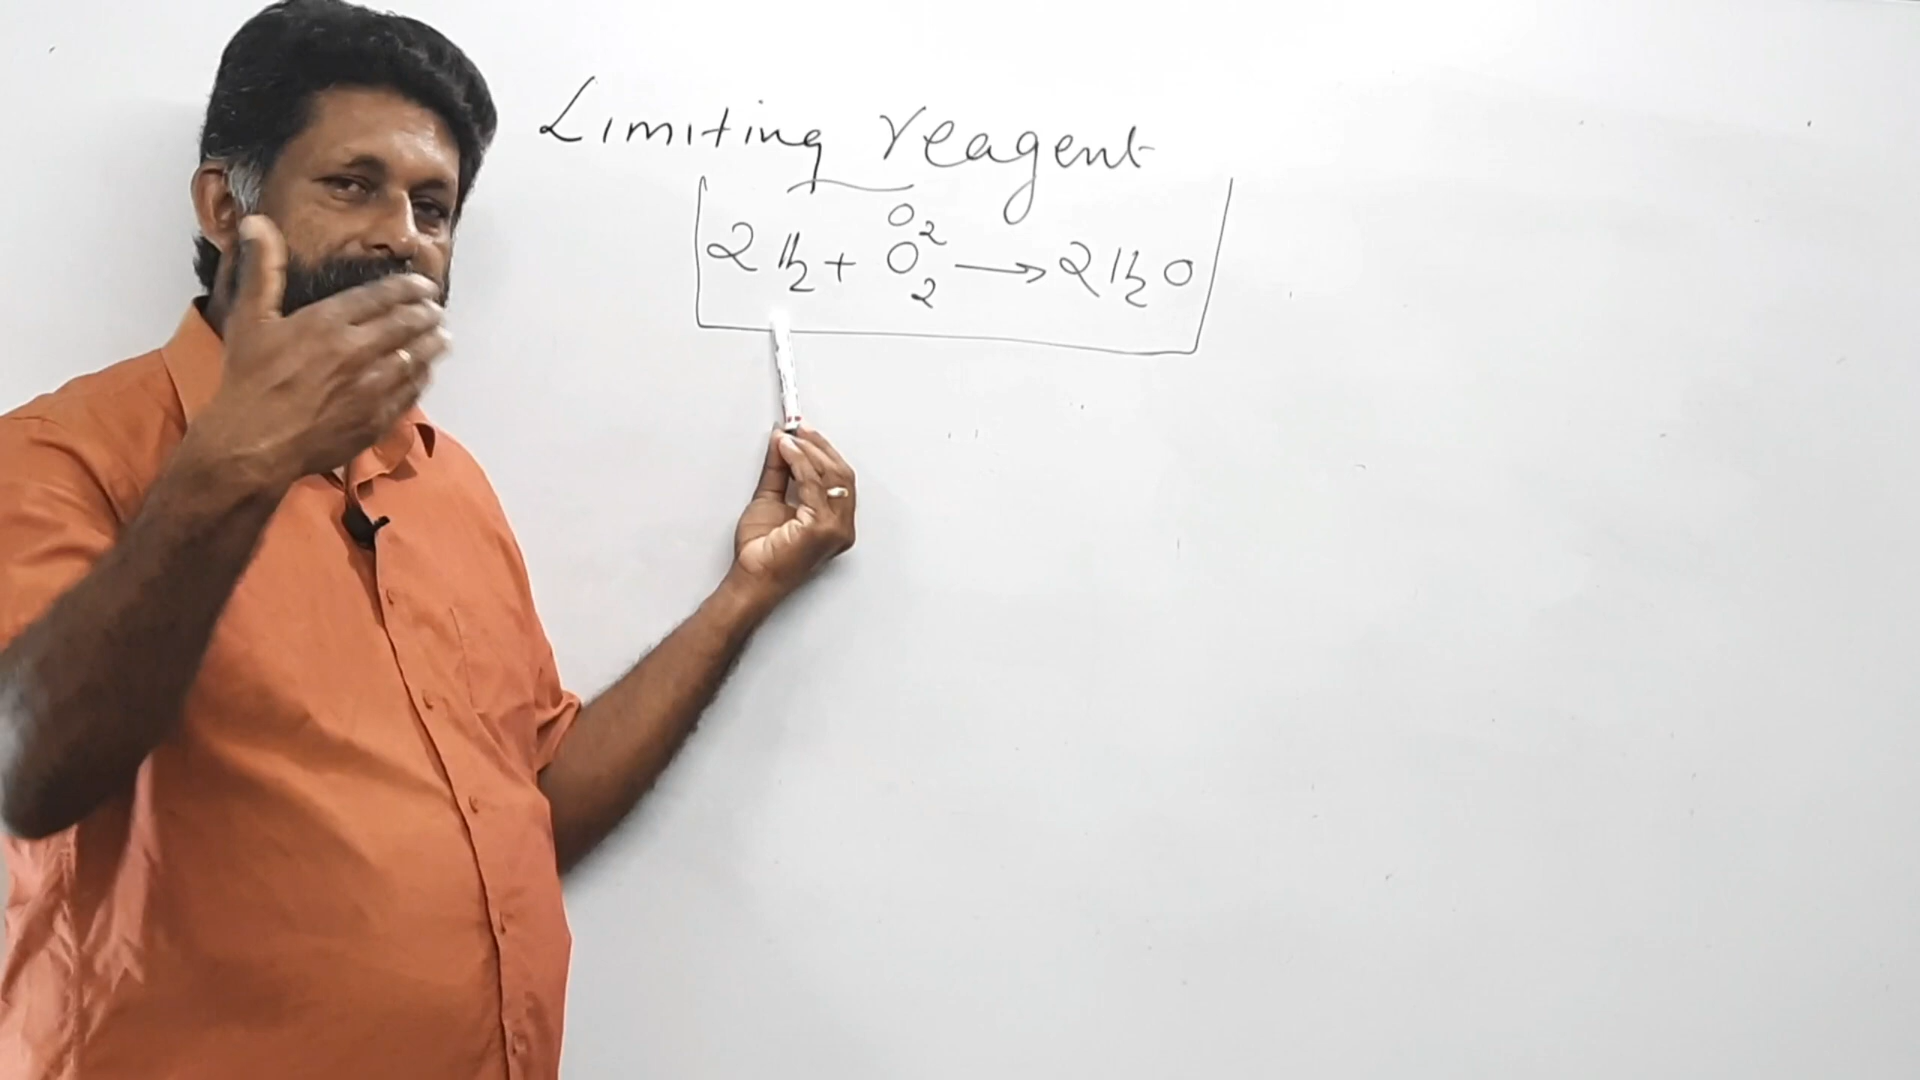 Limiting reagent
O2
2H2 + O2 → 2H2O